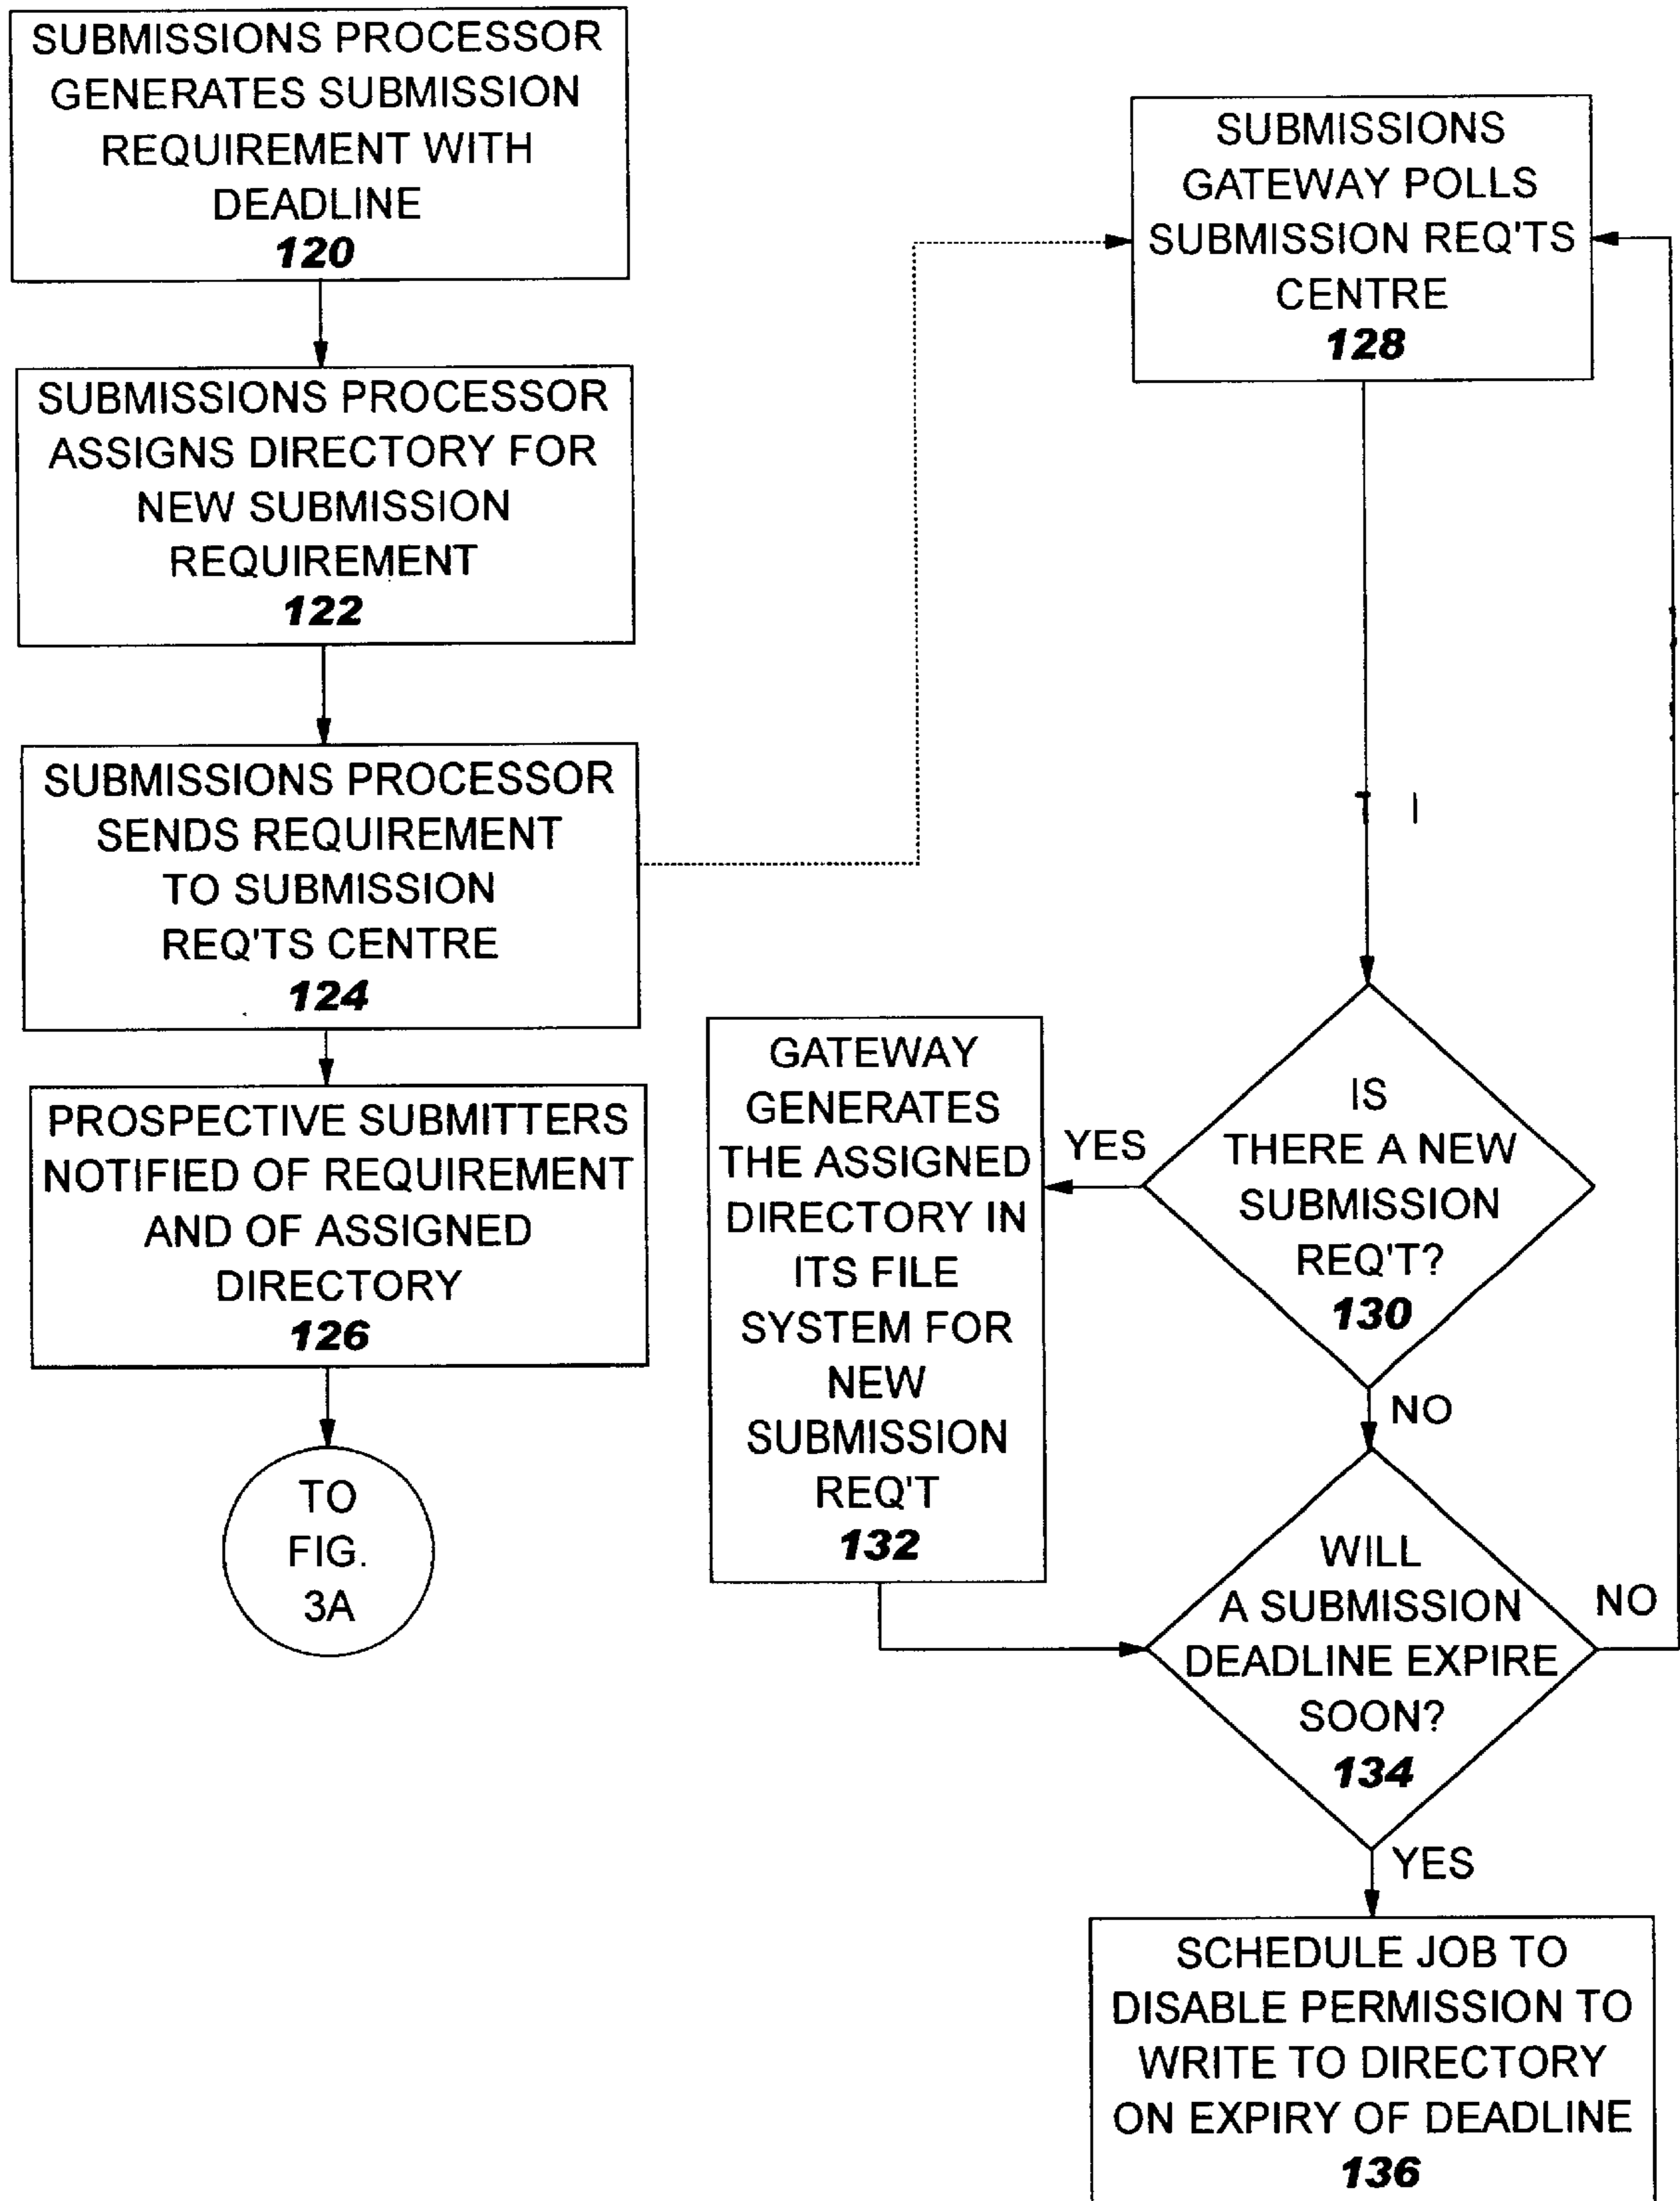 SUBMISSIONS PROCESSOR
GENERATES SUBMISSION
REQUIREMENT WITH
DEADLINE
120
SUBMISSIONS PROCESSOR
ASSIGNS DIRECTORY FOR
NEW SUBMISSION
REQUIREMENT
122
SUBMISSIONS PROCESSOR
SENDS REQUIREMENT
TO SUBMISSION
REQ'TS CENTRE
124
PROSPECTIVE SUBMITTERS
NOTIFIED OF REQUIREMENT
AND OF ASSIGNED
DIRECTORY
126
TO
FIG.
3A
SUBMISSIONS
GATEWAY POLLS
SUBMISSION REQ'TS
CENTRE
128
IS
THERE A NEW
SUBMISSION
REQ'T?
130
YES
NO
GATEWAY
GENERATES
THE ASSIGNED
DIRECTORY IN
ITS FILE
SYSTEM FOR
NEW
SUBMISSION
REQ'T
132
WILL
A SUBMISSION
DEADLINE EXPIRE
SOON?
134
NO
YES
SCHEDULE JOB TO
DISABLE PERMISSION TO
WRITE TO DIRECTORY
ON EXPIRY OF DEADLINE
136